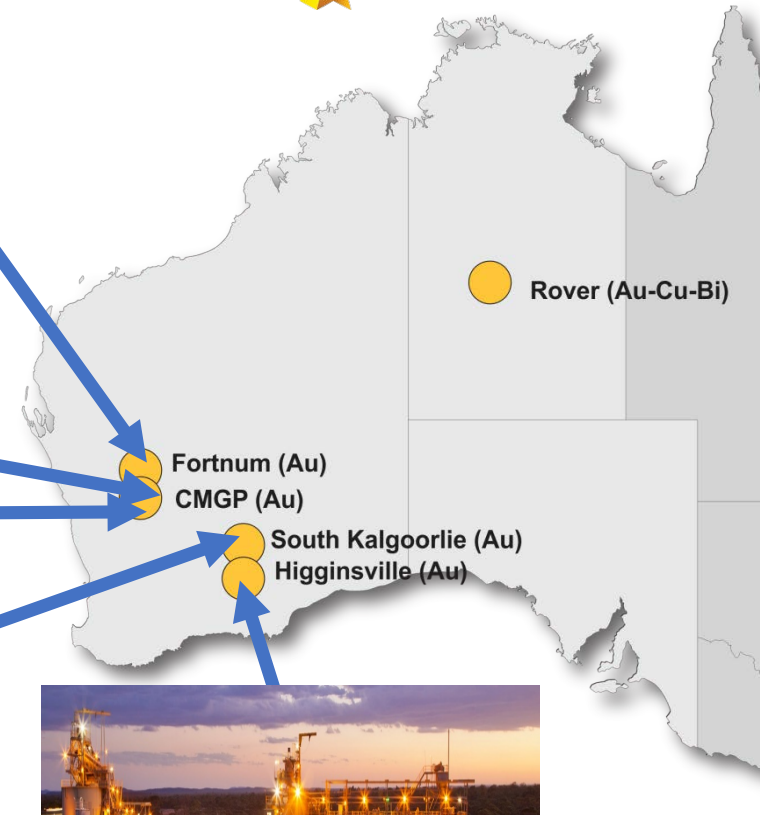 Rover (Au-Cu-Bi)
Fortnum (Au)
CMGP (Au)
South Kalgoorlie (Au)
Higginsville (Au)